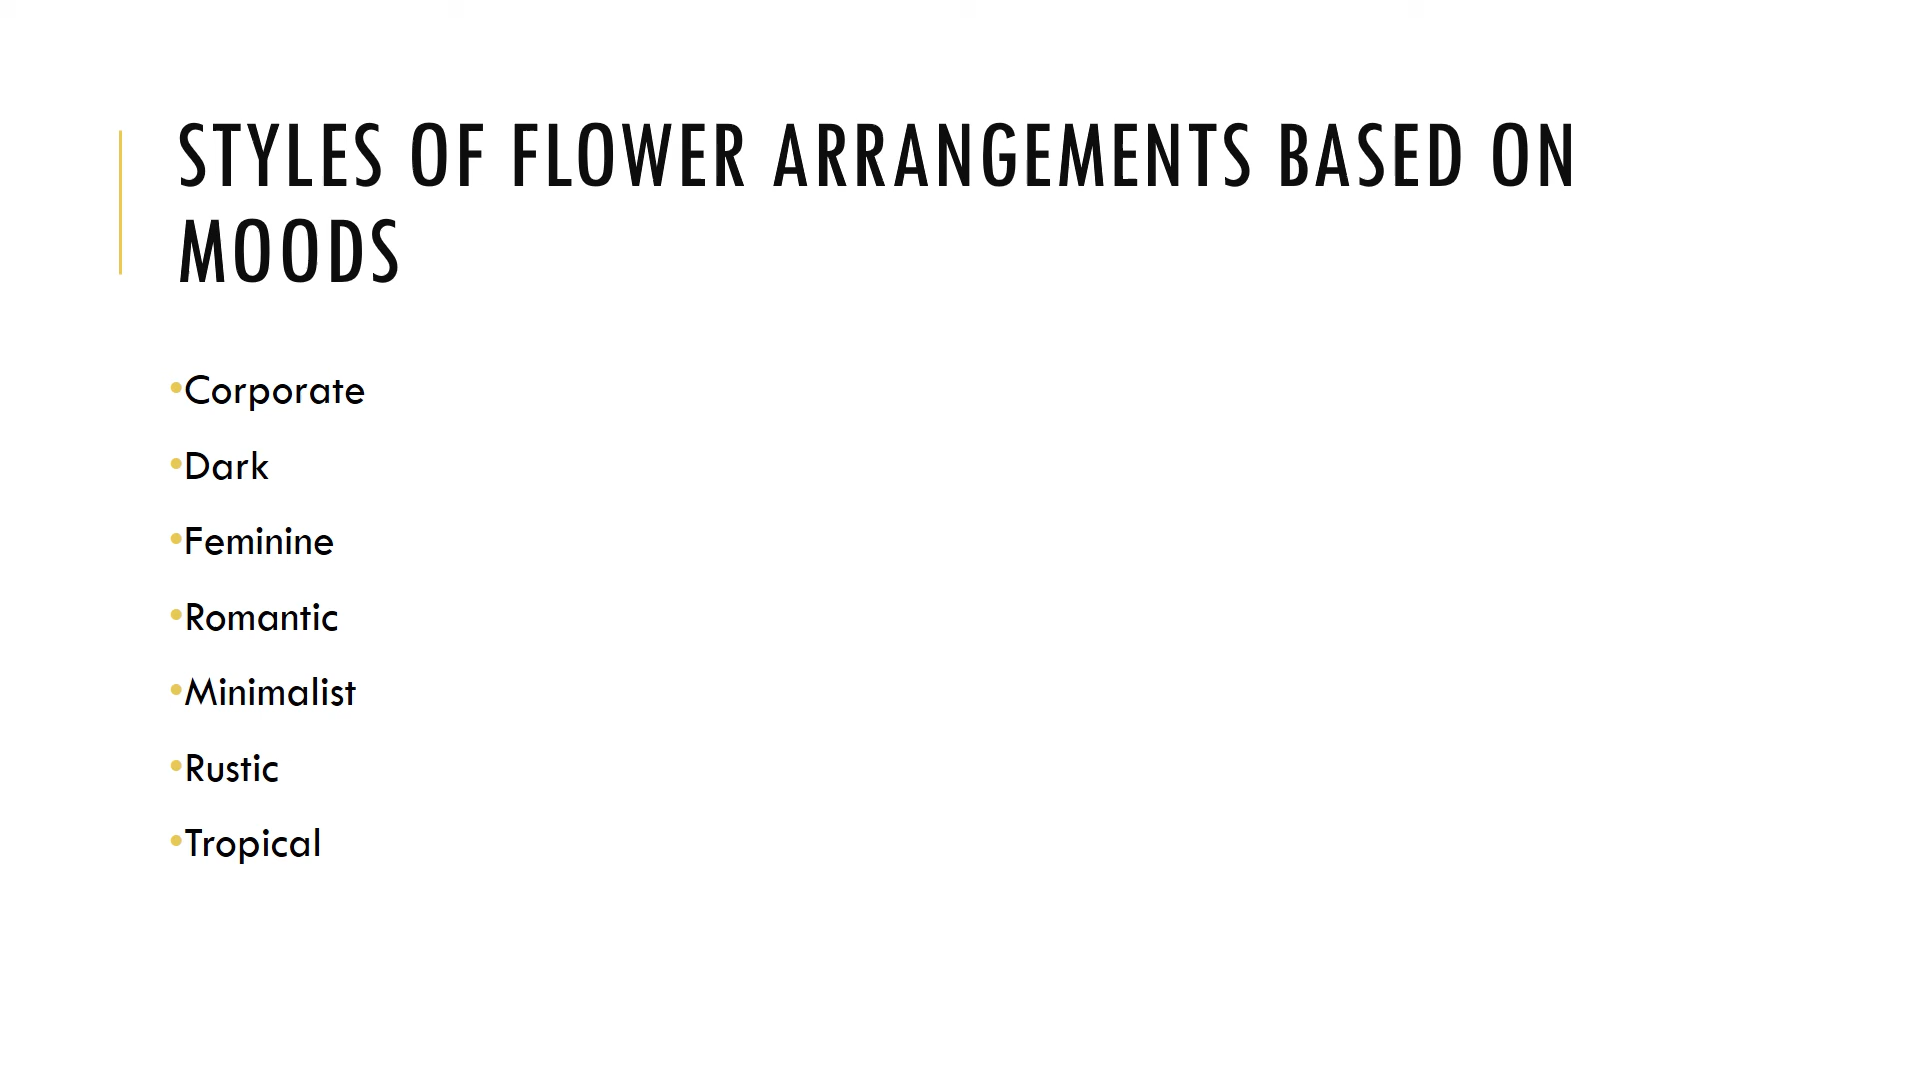 STYLES OF FLOWER ARRANGEMENTS BASED ON
MOODS
•Corporate
•Dark
•Feminine
•Romantic
•Minimalist
•Rustic
•Tropical